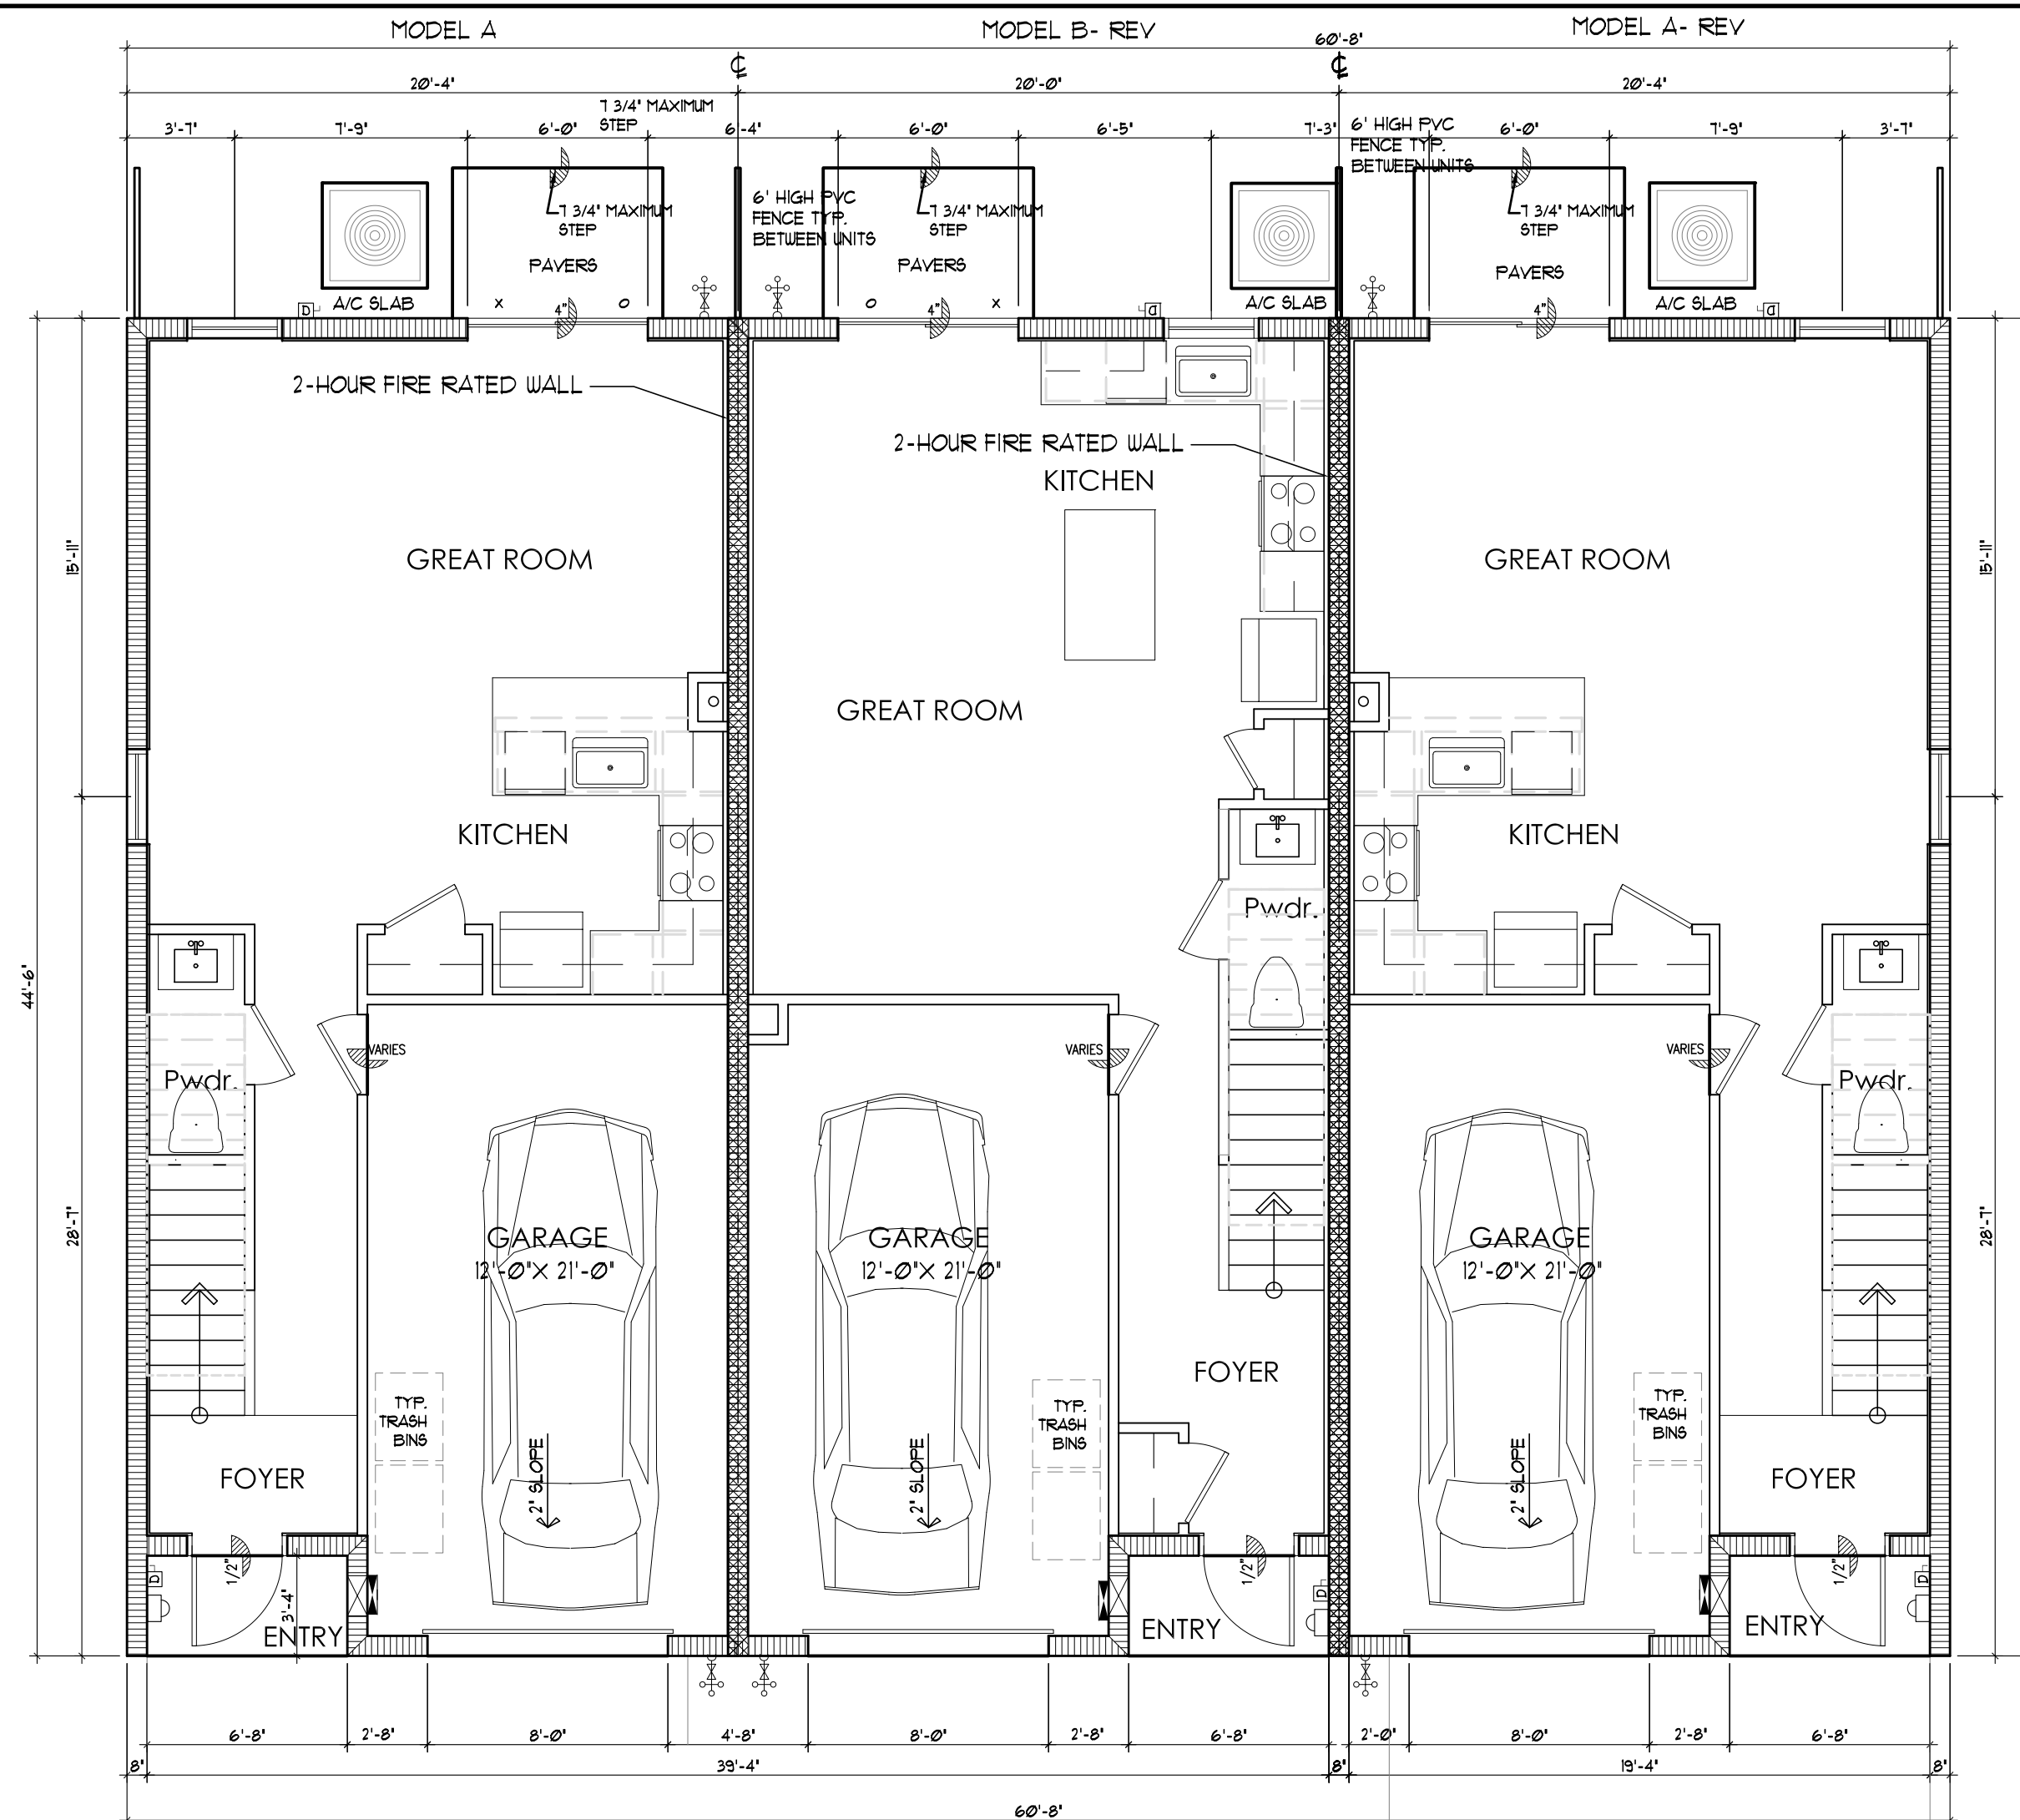 MODEL A
MODEL B- REV
MODEL A- REV
60'-8"
20'-4"
20'-0"
20'-4"
7 3/4" MAXIMUM
STEP
3'-7"
7'-9"
6'-0"
6'-4"
6'-0"
6'-5"
7'-3"
6'-0"
7'-9"
3'-7"
6' HIGH PVC
FENCE TYP.
BETWEEN UNITS
7 3/4" MAXIMUM
STEP
PAVERS
6' HIGH PVC
FENCE TYP.
BETWEEN UNITS
7 3/4" MAXIMUM
STEP
PAVERS
7 3/4" MAXIMUM
STEP
PAVERS
X
O
O
X
D
A/C SLAB
4"
4"
D
A/C SLAB
4"
A/C SLAB
D
2-HOUR FIRE RATED WALL
2-HOUR FIRE RATED WALL
KITCHEN
GREAT ROOM
GREAT ROOM
GREAT ROOM
15'-11"
15'-11"
KITCHEN
KITCHEN
Pwdr.
44'-6"
VARIES
VARIES
VARIES
Pwdr.
Pwdr.
28'-7"
28'-7"
GARAGE
12'-0"X 21'-0"
GARAGE
12'-0"X 21'-0"
GARAGE
12'-0"X 21'-0"
FOYER
TYP.
TRASH
BINS
TYP.
TRASH
BINS
TYP.
TRASH
BINS
2" SLOPE
2" SLOPE
2" SLOPE
FOYER
FOYER
1/2"
1/2"
1/2"
D
D
D
3'-4"
ENTRY
ENTRY
ENTRY
6'-8"
2'-8"
8'-0"
4'-8"
8'-0"
2'-8"
6'-8"
2'-0"
8'-0"
2'-8"
6'-8"
8"
39'-4"
8"
19'-4"
8"
60'-8"